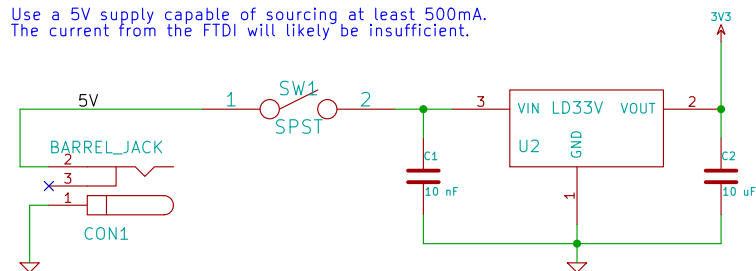 Use a 5V supply capable of sourcing at least 500mA.
The current from the FTDI will likely be insufficient.
3V3
5V
1
SW1
2
SPST
3
VIN
LD33V
VOUT
2
U2
GND
1
BARREL_JACK
2
3
1
CON1
C1
10 nF
C2
10 uF